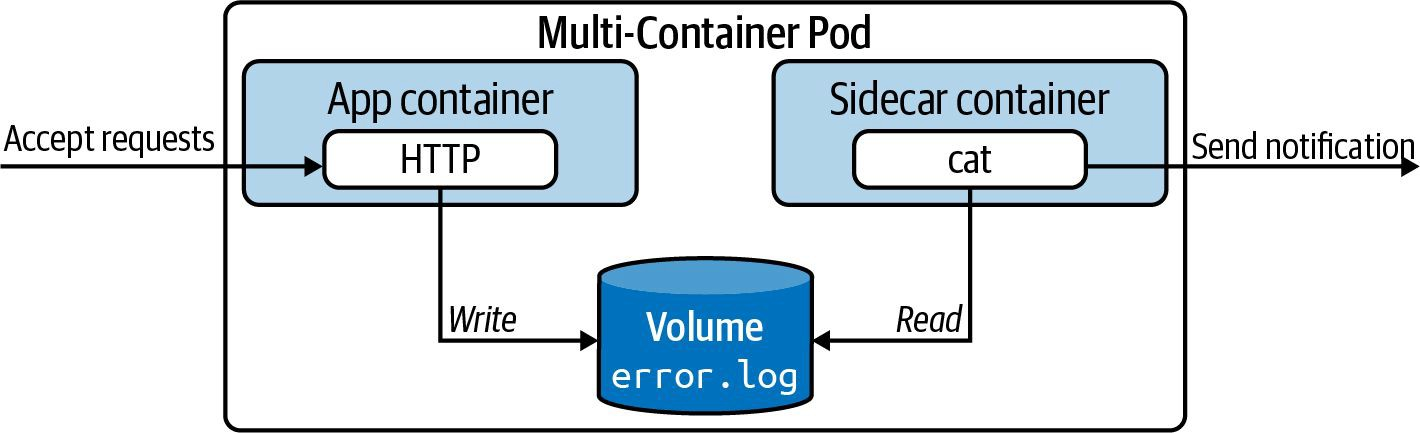 Multi-Container Pod
App container
Sidecar container
Accept requests
HTTP
cat
Send notification
Write
Read
Volume
error.log